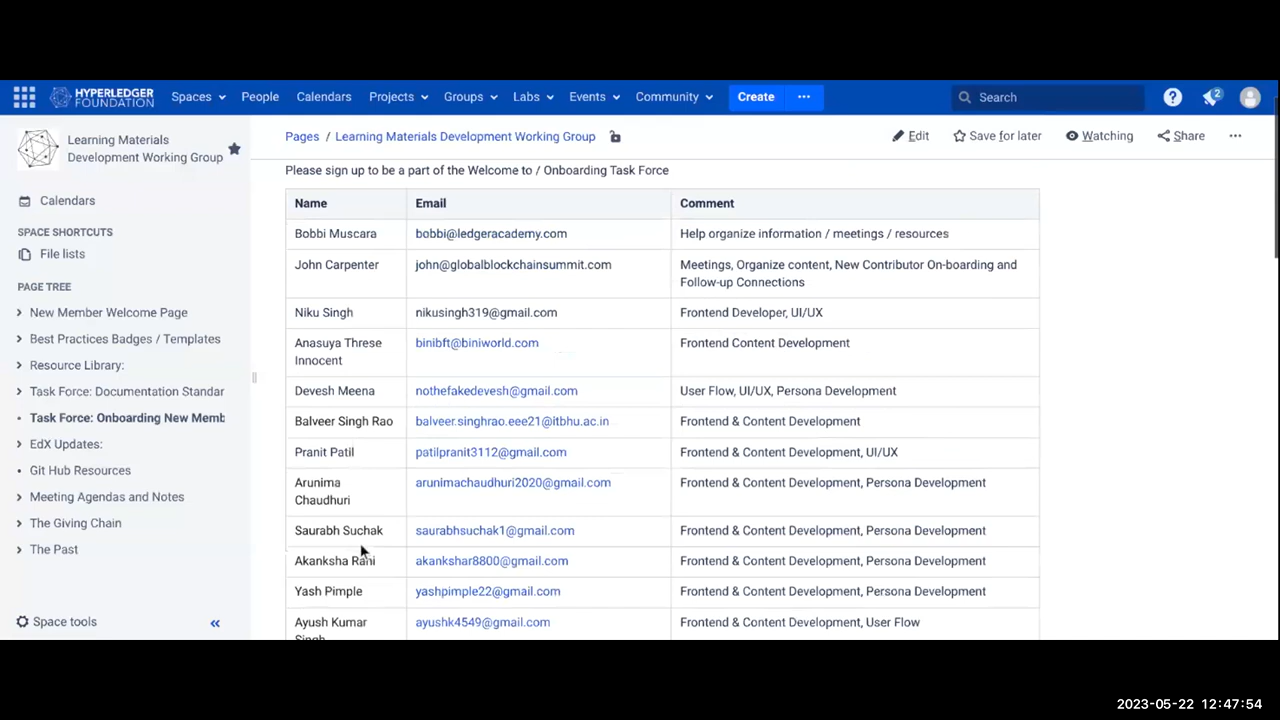 HYPERLEDGER
FOUNDATION
Spaces People Calendars Projects Groups Labs Events Community Create ••• Search ? 2
Learning Materials
Development Working Group
Calendars
SPACE SHORTCUTS
File lists
PAGE TREE
New Member Welcome Page
Best Practices Badges / Templates
Resource Library:
Task Force: Documentation Standar
Task Force: Onboarding New Memb
EdX Updates:
Git Hub Resources
Meeting Agendas and Notes
The Giving Chain
The Past
Space tools «
Pages / Learning Materials Development Working Group
Edit Save for later Watching Share •••
Please sign up to be a part of the Welcome to / Onboarding Task Force
Name Email Comment
Bobbi Muscara bobbi@ledgeracademy.com Help organize information / meetings / resources
John Carpenter john@globalblockchainsummit.com Meetings, Organize content, New Contributor On-boarding and
Follow-up Connections
Niku Singh nikusingh319@gmail.com Frontend Developer, UI/UX
Anasuya Threse binibft@biniworld.com Frontend Content Development
Innocent
Devesh Meena nothefakedevesh@gmail.com User Flow, UI/UX, Persona Development
Balveer Singh Rao balveer.singhrao.eee21@itbhu.ac.in Frontend & Content Development
Pranit Patil patilpranit3112@gmail.com Frontend & Content Development, UI/UX
Arunima arunimachaudhuri2020@gmail.com Frontend & Content Development, Persona Development
Chaudhuri
Saurabh Suchak saurabhsuchak1@gmail.com Frontend & Content Development, Persona Development
Akanksha Rani akankshar8800@gmail.com Frontend & Content Development, Persona Development
Yash Pimple yashpimple22@gmail.com Frontend & Content Development, Persona Development
Ayush Kumar ayushk4549@gmail.com Frontend & Content Development, User Flow
Singh
2023-05-22 12:47:54